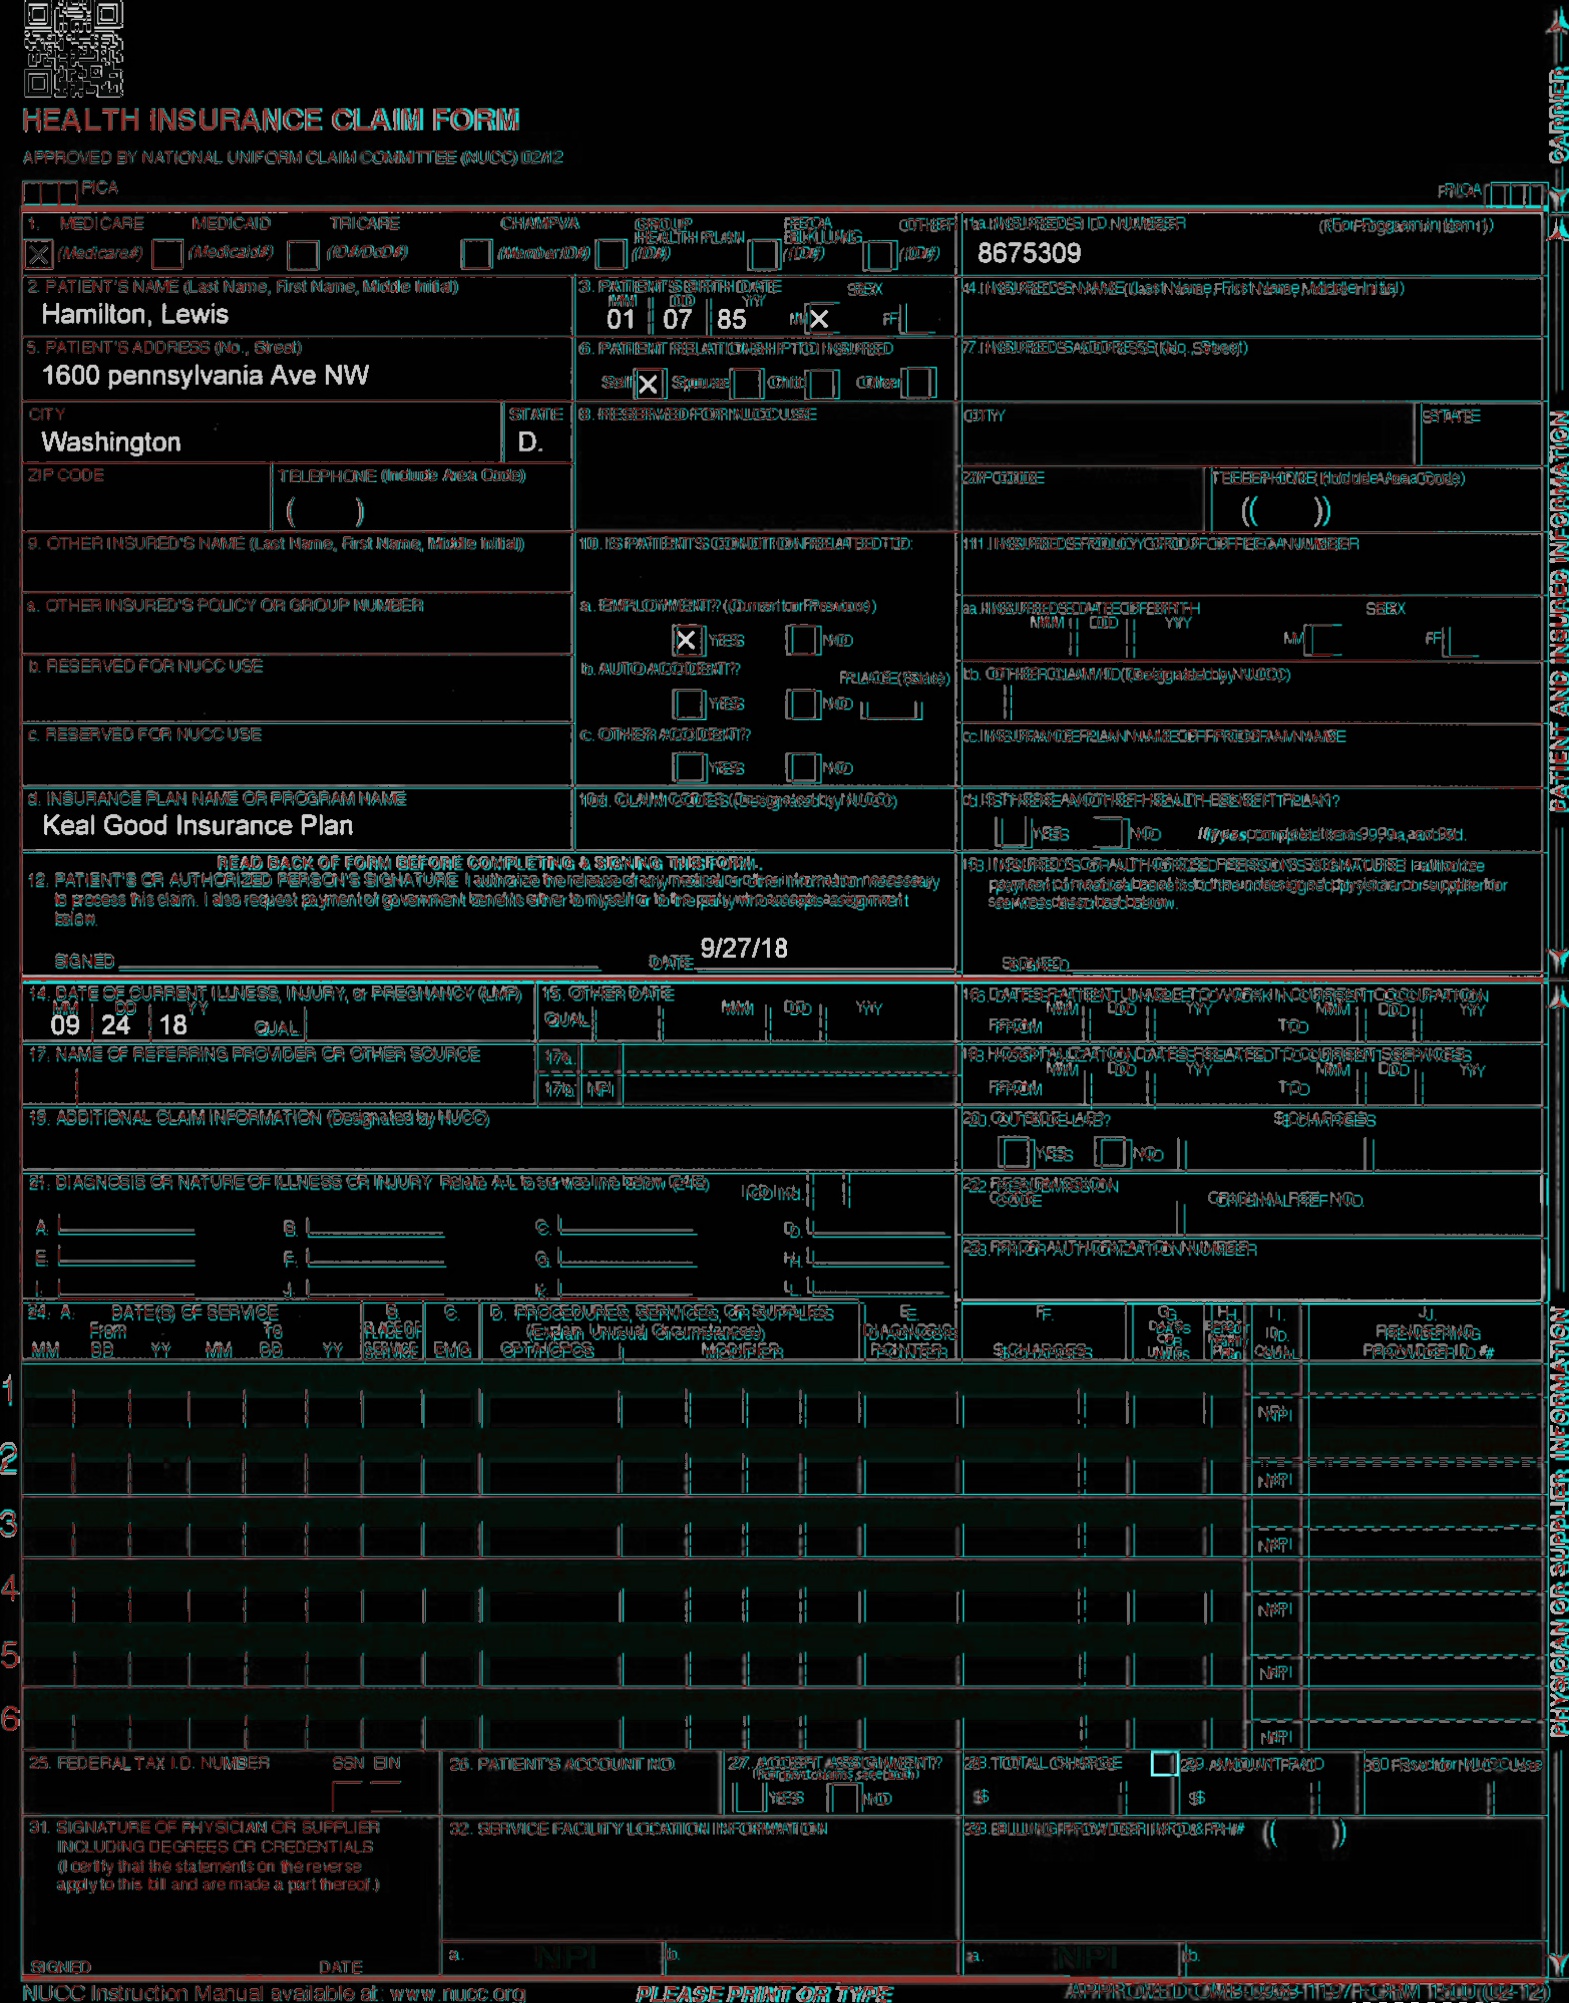 HEALTH INSURANCE CLAIM FORM
APPROVED BY NATIONAL UNIFORM CLAIM COMMITTEE (NUCC) 02/12
CARRIER
PICA
PICA
1. MEDICARE MEDICAID TRICARE CHAMPVA GROUP HEALTH PLAN FECA BLK LUNG OTHER
(Medicare#) (Medicaid#) (ID#/DoD#) (Member ID#) (ID#) (ID#) (ID#)
1a. INSURED'S I.D. NUMBER (For Program in Item 1)
8675309
2. PATIENT'S NAME (Last Name, First Name, Middle Initial)
Hamilton, Lewis
3. PATIENT'S BIRTH DATE SEX
MM DD YY
01 07 85 M X F
4. INSURED'S NAME (Last Name, First Name, Middle Initial)
5. PATIENT'S ADDRESS (No., Street)
1600 pennsylvania Ave NW
6. PATIENT RELATIONSHIP TO INSURED
Self X Spouse Child Other
7. INSURED'S ADDRESS (No., Street)
CITY STATE
Washington D.
8. RESERVED FOR NUCC USE
CITY STATE
ZIP CODE TELEPHONE (Include Area Code)
( )
ZIP CODE TELEPHONE (Include Area Code)
( )
9. OTHER INSURED'S NAME (Last Name, First Name, Middle Initial)
10. IS PATIENT'S CONDITION RELATED TO:
11. INSURED'S POLICY GROUP OR FECA NUMBER
a. OTHER INSURED'S POLICY OR GROUP NUMBER
a. EMPLOYMENT? (Current or Previous)
X YES NO
a. INSURED'S DATE OF BIRTH SEX
MM DD YY M F
b. RESERVED FOR NUCC USE
b. AUTO ACCIDENT? PLACE (State)
YES NO
b. OTHER CLAIM ID (Designated by NUCC)
c. RESERVED FOR NUCC USE
c. OTHER ACCIDENT?
YES NO
c. INSURANCE PLAN NAME OR PROGRAM NAME
d. INSURANCE PLAN NAME OR PROGRAM NAME
Keal Good Insurance Plan
10d. CLAIM CODES (Designated by NUCC)
d. IS THERE ANOTHER HEALTH BENEFIT PLAN?
YES NO If yes, complete items 9, 9a, and 9d.
READ BACK OF FORM BEFORE COMPLETING & SIGNING THIS FORM.
12. PATIENT'S OR AUTHORIZED PERSON'S SIGNATURE I authorize the release of any medical or other information necessary
to process this claim. I also request payment of government benefits either to myself or to the party who accepts assignment
below.
SIGNED DATE 9/27/18
13. INSURED'S OR AUTHORIZED PERSON'S SIGNATURE I authorize
payment of medical benefits to the undersigned physician or supplier for
services described below.
SIGNED
PATIENT AND INSURED INFORMATION
14. DATE OF CURRENT ILLNESS, INJURY, or PREGNANCY (LMP)
MM DD YY
09 24 18 QUAL.
15. OTHER DATE
QUAL. MM DD YY
16. DATES PATIENT UNABLE TO WORK IN CURRENT OCCUPATION
MM DD YY MM DD YY
FROM TO
17. NAME OF REFERRING PROVIDER OR OTHER SOURCE
17a.
17b. NPI
18. HOSPITALIZATION DATES RELATED TO CURRENT SERVICES
MM DD YY MM DD YY
FROM TO
19. ADDITIONAL CLAIM INFORMATION (Designated by NUCC)
20. OUTSIDE LAB? $ CHARGES
YES NO
21. DIAGNOSIS OR NATURE OF ILLNESS OR INJURY Relate A-L to service line below (24E) ICD Ind.
A. B. C. D.
E. F. G. H.
I. J. K. L.
22. RESUBMISSION CODE ORIGINAL REF. NO.
23. PRIOR AUTHORIZATION NUMBER
24. A. DATE(S) OF SERVICE
From To
MM DD YY MM DD YY
B. PLACE OF SERVICE
C. EMG
D. PROCEDURES, SERVICES, OR SUPPLIES
(Explain Unusual Circumstances)
CPT/HCPCS MODIFIER
E. DIAGNOSIS POINTER
F. $ CHARGES
G. DAYS OR UNITS
H. EPSDT Family Plan
I. ID. QUAL.
J. RENDERING PROVIDER ID. #
1 NPI
2 NPI
3 NPI
4 NPI
5 NPI
6 NPI
PHYSICIAN OR SUPPLIER INFORMATION
25. FEDERAL TAX I.D. NUMBER SSN EIN
26. PATIENT'S ACCOUNT NO.
27. ACCEPT ASSIGNMENT?
(For govt. claims, see back)
YES NO
28. TOTAL CHARGE
$
29. AMOUNT PAID
$
30. Rsvd for NUCC Use
31. SIGNATURE OF PHYSICIAN OR SUPPLIER
INCLUDING DEGREES OR CREDENTIALS
(I certify that the statements on the reverse
apply to this bill and are made a part thereof.)
SIGNED DATE
32. SERVICE FACILITY LOCATION INFORMATION
a. NPI b.
33. BILLING PROVIDER INFO & PH # ( )
a. NPI b.
NUCC Instruction Manual available at: www.nucc.org
PLEASE PRINT OR TYPE
APPROVED OMB-0938-1197 FORM 1500 (02-12)